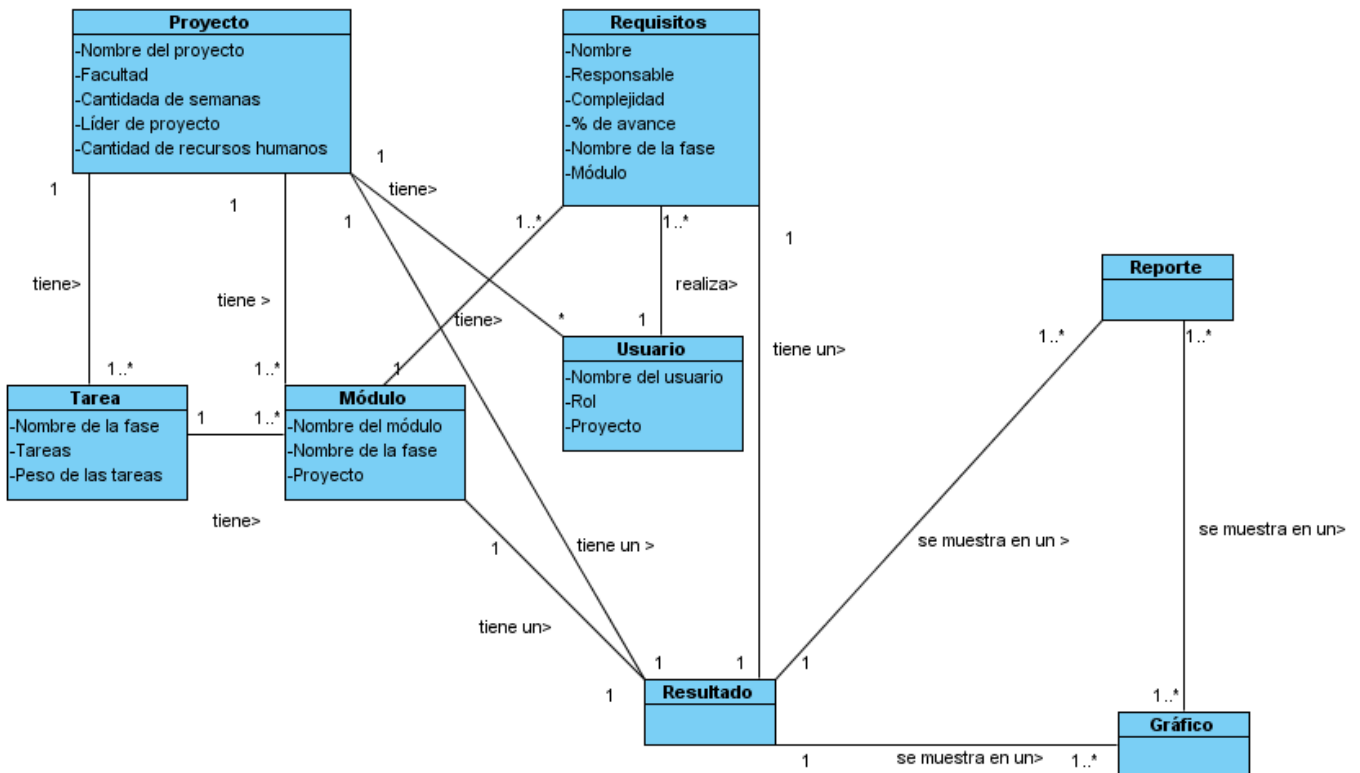 Proyecto
-Nombre del proyecto
-Facultad
-Cantidada de semanas
-Líder de proyecto
-Cantidad de recursos humanos
Requisitos
-Nombre
-Responsable
-Complejidad
-% de avance
-Nombre de la fase
-Módulo
1
1
1
1
tiene>
1..*
1..*
1
tiene>
tiene >
realiza>
tiene>
*
1
tiene un>
Reporte
1..*
1..*
1..*
1..*
1
Usuario
-Nombre del usuario
-Rol
-Proyecto
Tarea
-Nombre de la fase
-Tareas
-Peso de las tareas
1
1..*
Módulo
-Nombre del módulo
-Nombre de la fase
-Proyecto
tiene>
1
tiene un >
se muestra en un >
se muestra en un>
tiene un>
1
1
1
1
1..*
Resultado
Gráfico
1
se muestra en un>
1..*